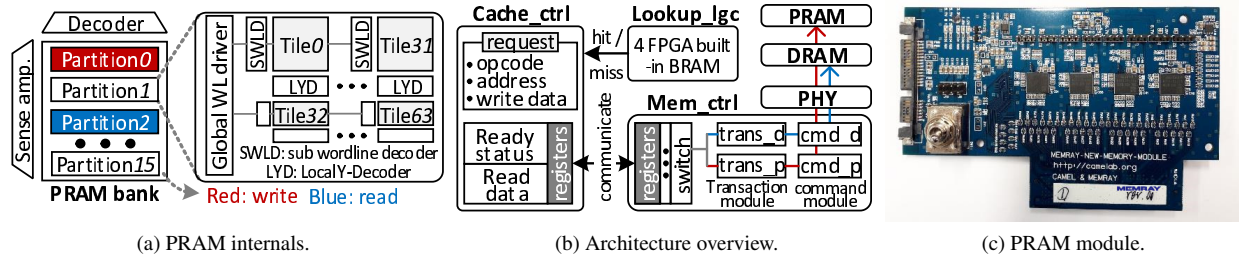 Decoder
Sense amp.
Partition0
Partition1
Partition2
Partition15
PRAM bank
Global WL driver
SWLD
Tile0
SWLD
Tile31
LYD
LYD
Tile32
Tile63
SWLD: sub wordline decoder
LYD: LocalY-Decoder
Red: write Blue: read
(a) PRAM internals.
Cache_ctrl
request
• opcode
• address
• write data
Ready
status
Read
data
registers
hit /
miss
communicate
Lookup_lgc
4 FPGA built
-in BRAM
Mem_ctrl
registers
switch
trans_d
trans_p
Transaction
module
cmd_d
cmd_p
command
module
PRAM
DRAM
PHY
(b) Architecture overview.
MEMRAY-NEW-MEMORY-MODULE
http://camelab.org
CAMEL & MEMRAY
MEMRAY
(c) PRAM module.